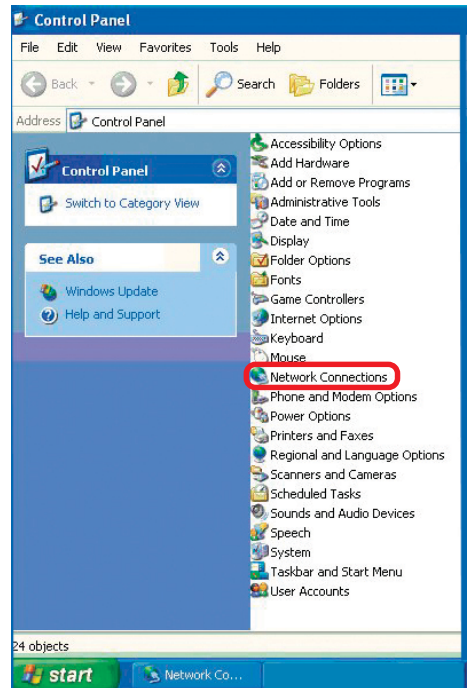 Control Panel
File Edit View Favorites Tools Help
Back Search Folders
Address Control Panel
Control Panel
Switch to Category View
See Also
Windows Update
Help and Support
Accessibility Options
Add Hardware
Add or Remove Programs
Administrative Tools
Date and Time
Display
Folder Options
Fonts
Game Controllers
Internet Options
Keyboard
Mouse
Network Connections
Phone and Modem Options
Power Options
Printers and Faxes
Regional and Language Options
Scanners and Cameras
Scheduled Tasks
Sounds and Audio Devices
Speech
System
Taskbar and Start Menu
User Accounts
24 objects
start Network Co...